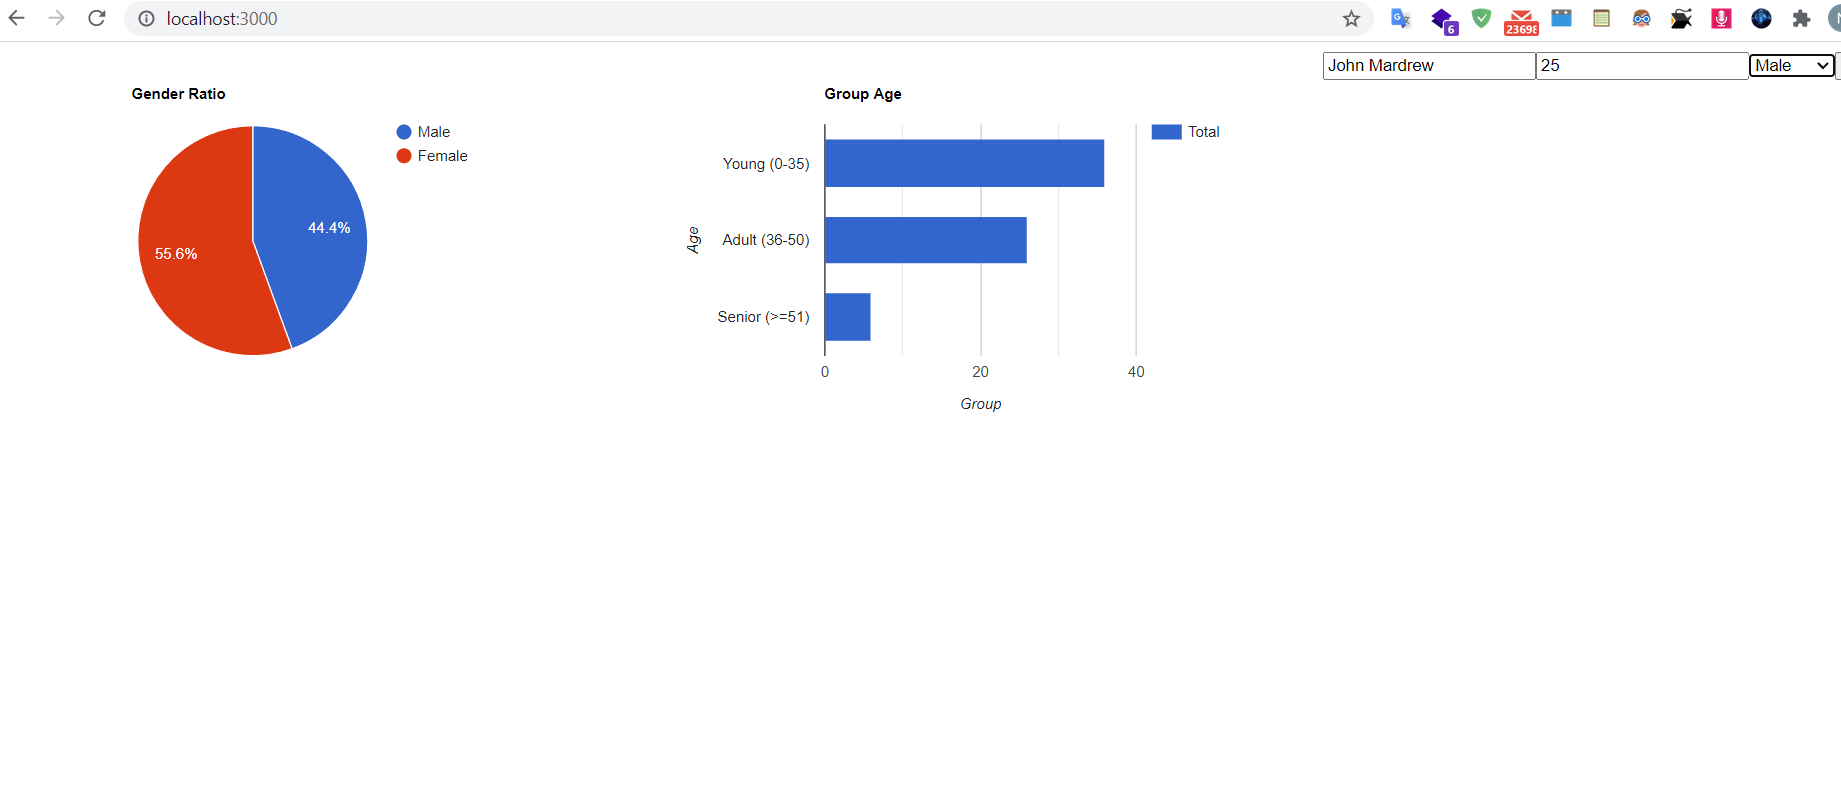 localhost:3000
6
23698
John Mardrew 25 Male
Gender Ratio
Male
Female
44.4%
55.6%
Group Age
Total
Young (0-35)
Adult (36-50)
Senior (>=51)
Age
0 20 40
Group